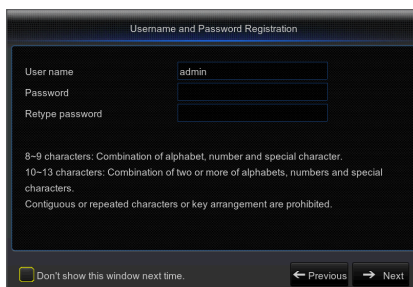 Username and Password Registration
User name
admin
Password
Retype password
8~9 characters: Combination of alphabet, number and special character.
10~13 characters: Combination of two or more of alphabets, numbers and special
characters.
Contiguous or repeated characters or key arrangement are prohibited.
Don't show this window next time.
Previous
Next